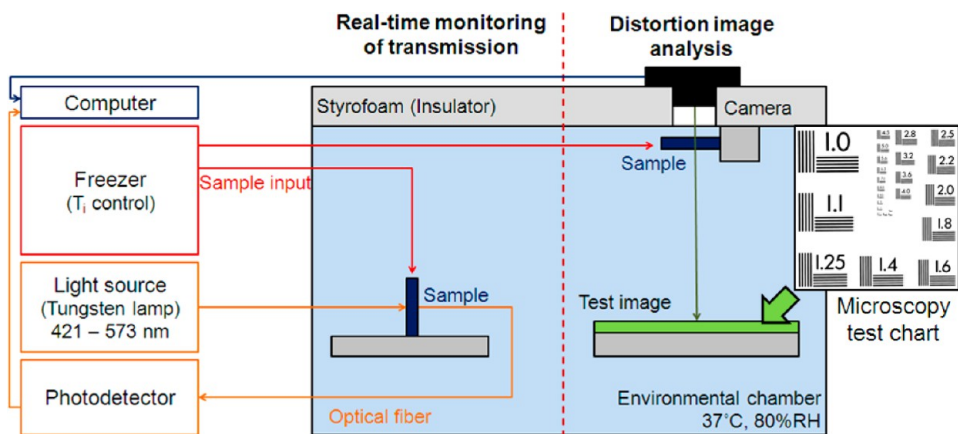 Real-time monitoring
of transmission
Distortion image
analysis
Computer
Styrofoam (Insulator)
Camera
Freezer
(Ti control)
Sample input
Sample
Light source
(Tungsten lamp)
421 – 573 nm
Sample
Test image
Photodetector
Optical fiber
Environmental chamber
37°C, 80%RH
1.0
2.8
2.5
3.2
2.2
3.6
1.1
4.0
2.0
1.8
1.25
1.4
1.6
Microscopy
test chart